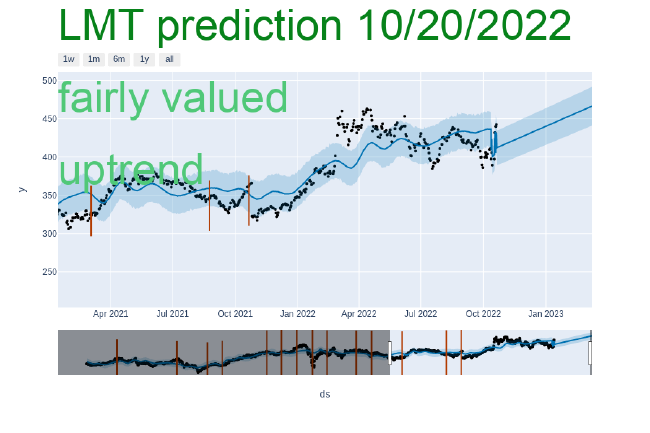 LMT prediction 10/20/2022
1w 1m 6m 1y all
fairly valued
uptrend
500
450
400
350
300
250
y
Apr 2021 Jul 2021 Oct 2021 Jan 2022 Apr 2022 Jul 2022 Oct 2022 Jan 2023
ds